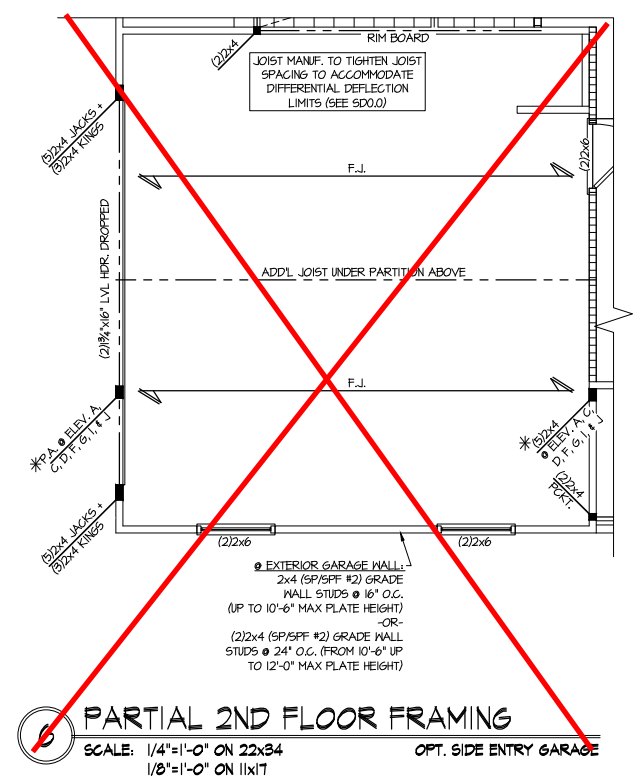 (2)2x4
RIM BOARD
JOIST MANUF. TO TIGHTEN JOIST
SPACING TO ACCOMMODATE
DIFFERENTIAL DEFLECTION
LIMITS (SEE SD0.0)
(5)2x4 JACKS +
(3)2x4 KINGS
(2)2x6
F.J.
(2)1¾"x16" LVL HDR. DROPPED
ADD'L JOIST UNDER PARTITION ABOVE
F.J.
*P.A. @ ELEV. A,
C, D, F, G, I, & J
*(5)2x4
@ ELEV. A, C,
D, F, G, I, & J
(2)2x4
PCKT.
(5)2x4 JACKS +
(3)2x4 KINGS
(2)2x6
(2)2x6
@ EXTERIOR GARAGE WALL:
2x4 (SP/SPF #2) GRADE
WALL STUDS @ 16" O.C.
(UP TO 10'-6" MAX PLATE HEIGHT)
-OR-
(2)2x4 (SP/SPF #2) GRADE WALL
STUDS @ 24" O.C. (FROM 10'-6" UP
TO 12'-0" MAX PLATE HEIGHT)
6
PARTIAL 2ND FLOOR FRAMING
SCALE: 1/4"=1'-0" ON 22x34
OPT. SIDE ENTRY GARAGE
1/8"=1'-0" ON 11x17